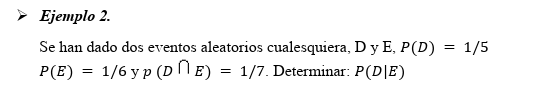 ➤ Ejemplo 2.
Se han dado dos eventos aleatorios cualesquiera, D y E, P(D) = 1/5
P(E) = 1/6 y p (D ⋂ E) = 1/7. Determinar: P(D|E)